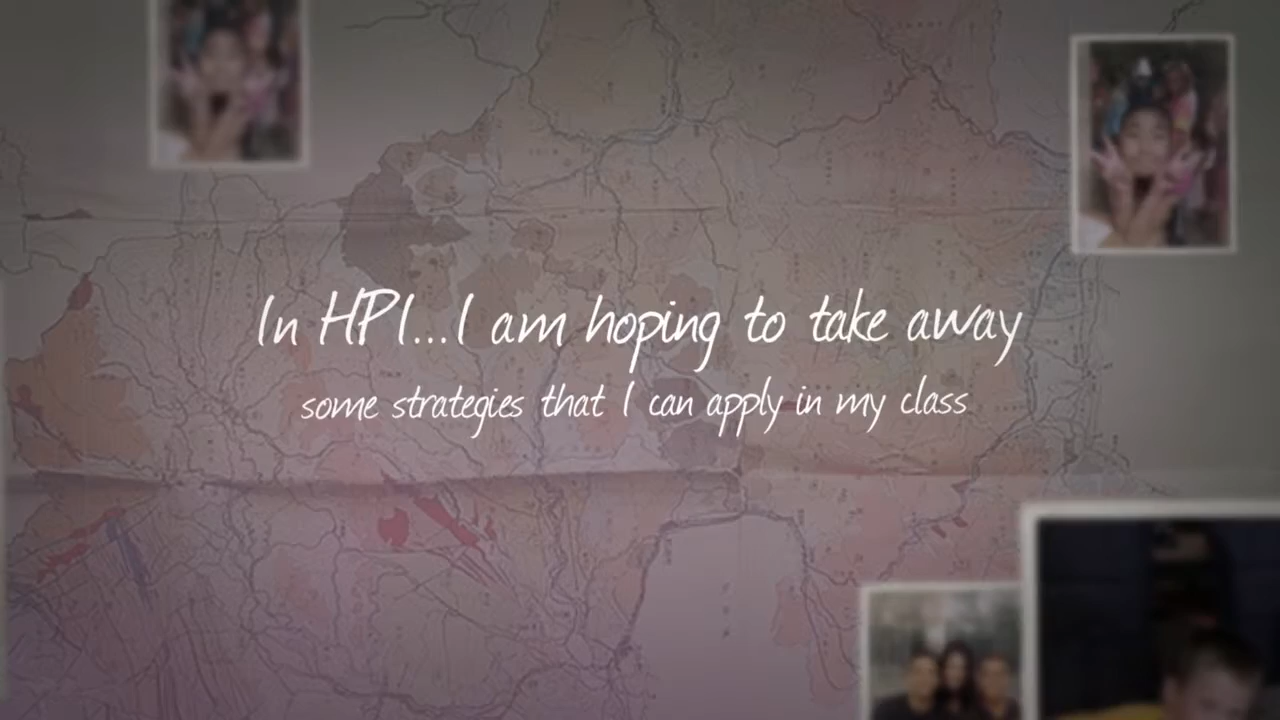 In HPI...I am hoping to take away
some strategies that I can apply in my class